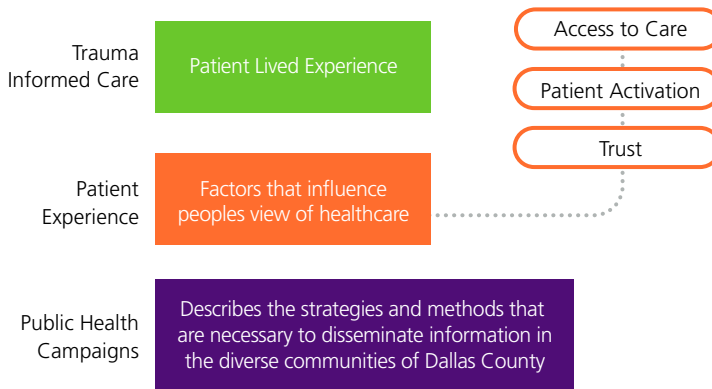 Trauma
Informed Care
Patient Lived Experience
Access to Care
Patient Activation
Trust
Patient
Experience
Factors that influence
peoples view of healthcare
Public Health
Campaigns
Describes the strategies and methods that
are necessary to disseminate information in
the diverse communities of Dallas County